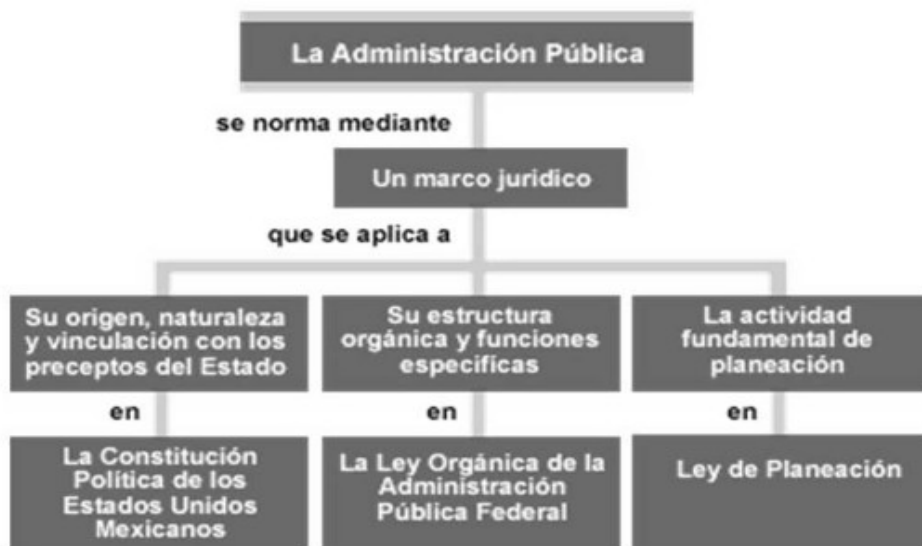 La Administración Pública
se norma mediante
Un marco juridico
que se aplica a
Su origen, naturaleza
y vinculación con los
preceptos del Estado
Su estructura
orgánica y funciones
especificas
La actividad
fundamental de
planeación
en
en
en
La Constitución
Política de los
Estados Unidos
Mexicanos
La Ley Orgánica de la
Administración
Pública Federal
Ley de Planeación